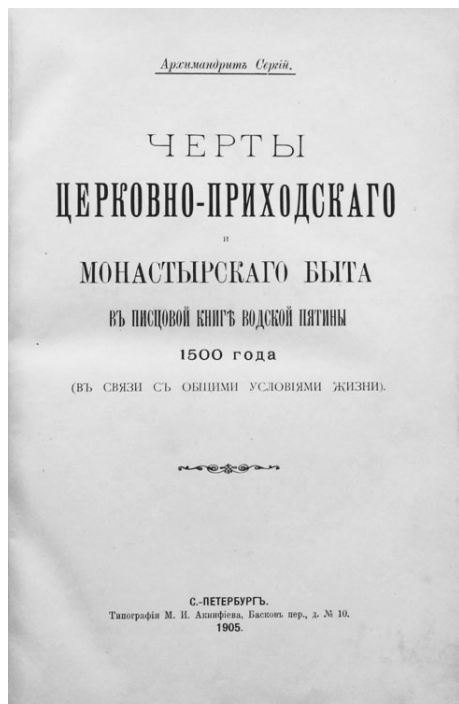 Архимандритъ Сергій.
ЧЕРТЫ
ЦЕРКОВНО-ПРИХОДСКАГО
И
МОНАСТЫРСКАГО БЫТА
ВЪ ПИСЦОВОЙ КНИГѢ ВОДСКОЙ ПЯТИНЫ
1500 года
(ВЪ СВЯЗИ СЪ ОБЩИМИ УСЛОВІЯМИ ЖИЗНИ).
С.-ПЕТЕРБУРГЪ.
Типографія М. И. Акинфіева, Басков пер., д. № 10.
1905.